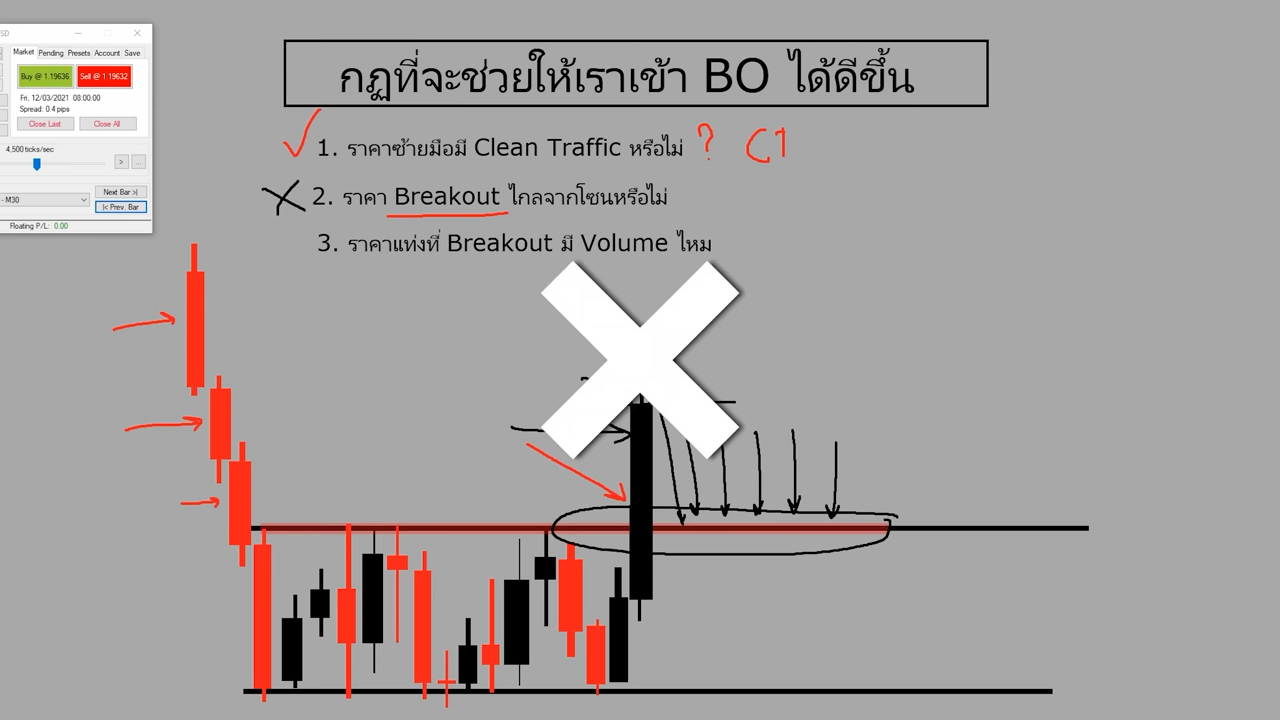 SD
Market Pending Presets Account Save
Buy @ 1.19636 Sell @ 1.19632
Fri, 12/03/2021 08:00:00
Spread: 0.4 pips
Close Last Close All
4,500 ticks/sec
> ...
- M30
Next Bar >|
|< Prev. Bar
Floating P/L: 0.00
กฏที่จะช่วยให้เราเข้า BO ได้ดีขึ้น
1. ราคาซ้ายมือมี Clean Traffic หรือไม่ ? CT
2. ราคา Breakout ไกลจากโซนหรือไม่
3. ราคาแท่งที่ Breakout มี Volume ไหม